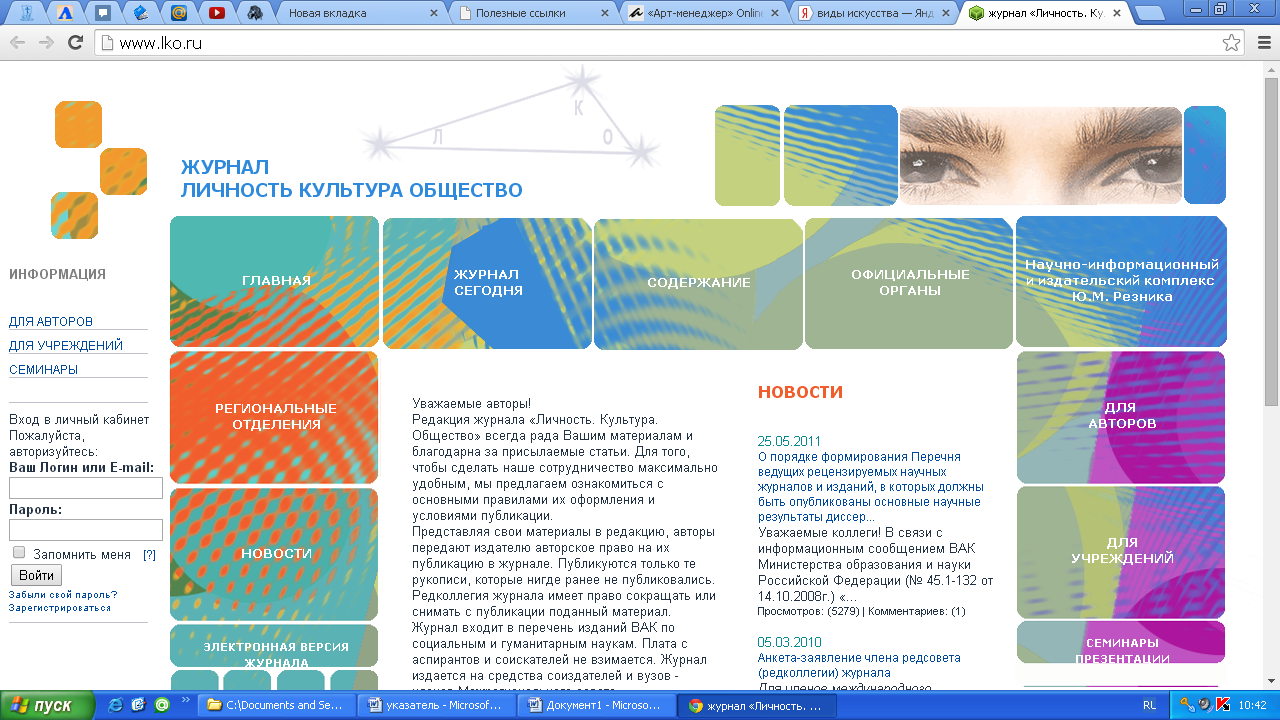 Новая вкладка
Полезные ссылки
«Арт-менеджер» Onlin
виды искусства — Янд
журнал «Личность. Ку
www.lko.ru
Л
К
О
ЖУРНАЛ
ЛИЧНОСТЬ КУЛЬТУРА ОБЩЕСТВО
ГЛАВНАЯ
ЖУРНАЛ
СЕГОДНЯ
СОДЕРЖАНИЕ
ОФИЦИАЛЬНЫЕ
ОРГАНЫ
Научно-информационный
и издательский комплекс
Ю.М. Резника
ИНФОРМАЦИЯ
ДЛЯ АВТОРОВ
ДЛЯ УЧРЕЖДЕНИЙ
СЕМИНАРЫ
Вход в личный кабинет
Пожалуйста,
авторизуйтесь:
Ваш Логин или E-mail:
Пароль:
Запомнить меня [?]
Войти
Забыли свой пароль?
Зарегистрироваться
РЕГИОНАЛЬНЫЕ
ОТДЕЛЕНИЯ
НОВОСТИ
ЭЛЕКТРОННАЯ ВЕРСИЯ
ЖУРНАЛА
Уважаемые авторы!
Редакция журнала «Личность. Культура.
Общество» всегда рада Вашим материалам и
благодарна за присылаемые статьи. Для того,
чтобы сделать наше сотрудничество максимально
удобным, мы предлагаем ознакомиться с
основными правилами их оформления и
условиями публикации.
Представляя свои материалы в редакцию, авторы
передают издателю авторское право на их
публикацию в журнале. Публикуются только
рукописи, которые нигде ранее не публиковались.
Редколлегия журнала имеет право сокращать или
снимать с публикации поданный материал.
Журнал входит в перечень изданий ВАК по
социальным и гуманитарным наукам. Плата с
аспирантов и соискателей не взимается. Журнал
издается на средства соиздателей и вузов -
НОВОСТИ
25.05.2011
О порядке формирования Перечня
ведущих рецензируемых научных
журналов и изданий, в которых должны
быть опубликованы основные научные
результаты диссер...
Уважаемые коллеги! В связи с
информационным сообщением ВАК
Министерства образования и науки
Российской Федерации (№ 45.1-132 от
14.10.2008г.) «...
Просмотров: (5279) | Комментариев: (1)
05.03.2010
Анкета-заявление члена редсовета
(редколлегии) журнала
Для членов международного
ДЛЯ
АВТОРОВ
ДЛЯ
УЧРЕЖДЕНИЙ
СЕМИНАРЫ
ПРЕЗЕНТАЦИИ
пуск
C:\Documents and Se...
указатель - Microsof...
Документ1 - Microso...
журнал «Личность. ...
RL
10:42